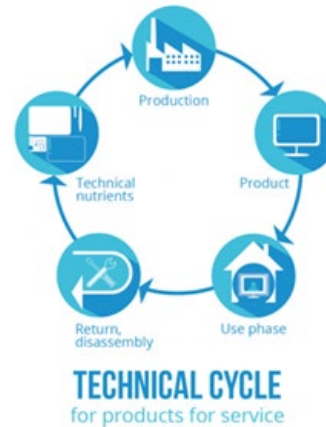 Production
Product
Use phase
Return,
disassembly
Technical
nutrients
TECHNICAL CYCLE
for products for service